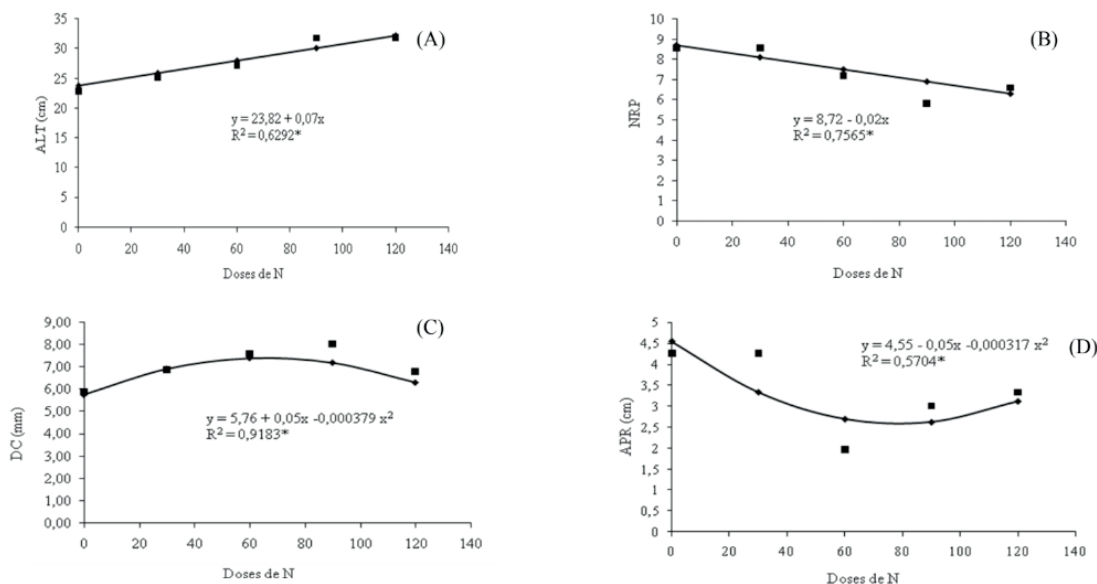 (A)
ALT (cm)
35
30
25
20
15
10
5
0
y = 23,82 + 0,07x
R² = 0,6292*
0 20 40 60 80 100 120 140
Doses de N
(B)
NRP
10
9
8
7
6
5
4
3
2
1
0
y = 8,72 - 0,02x
R² = 0,7565*
0 20 40 60 80 100 120 140
Doses de N
(C)
DC (mm)
9,00
8,00
7,00
6,00
5,00
4,00
3,00
2,00
1,00
0,00
y = 5,76 + 0,05x -0,000379 x²
R² = 0,9183*
0 20 40 60 80 100 120 140
Doses de N
(D)
APR (cm)
5
4,5
4
3,5
3
2,5
2
1,5
1
0,5
0
y = 4,55 - 0,05x -0,000317 x²
R² = 0,5704*
0 20 40 60 80 100 120 140
Doses de N